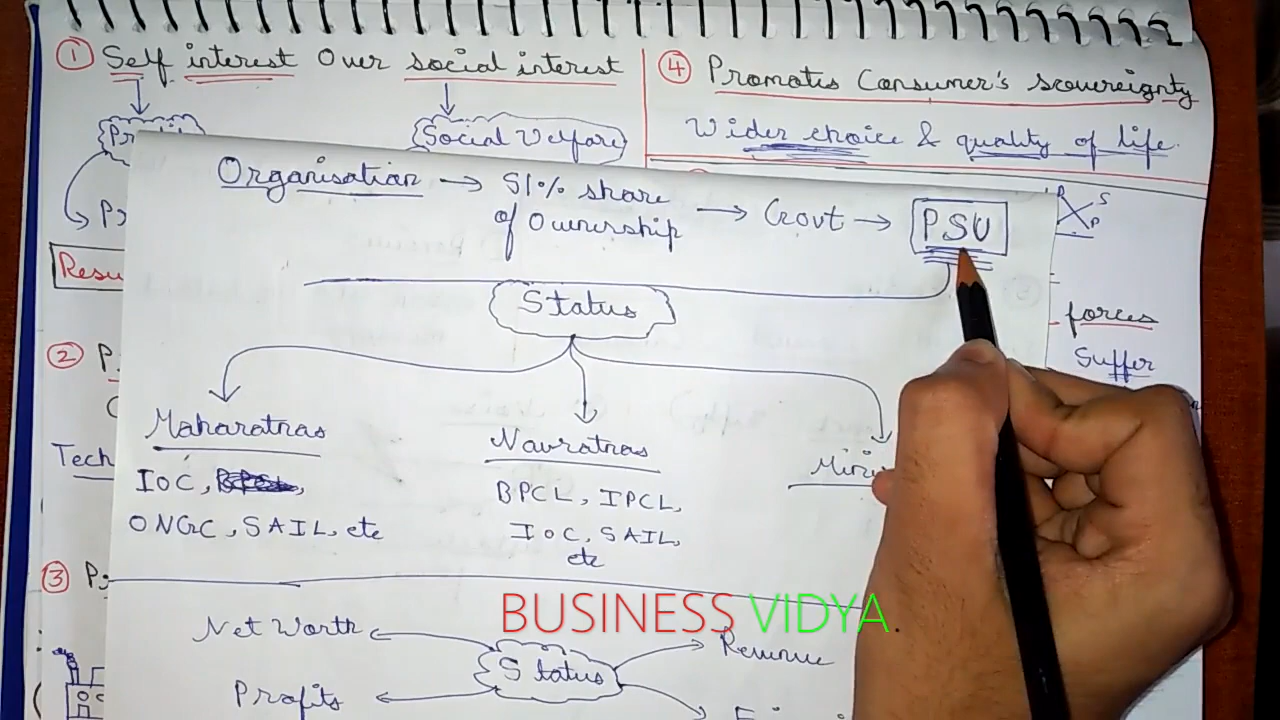 ① Self interest Over social interest
Social Velfare
④ Promotes Consumer's Scouereignty
Wider choice & quality of life.
Organisation → 51% share of Ownership → Govt → PSU
Status
Maharatnas
IOC,
ONGC, SAIL, etc
Navratnas
BPCL, IPCL,
IOC, SAIL,
etc
forces
Suffer
②
Tech
③
Net Worth
Status
Revenue
Profits
BUSINESS VIDYA.